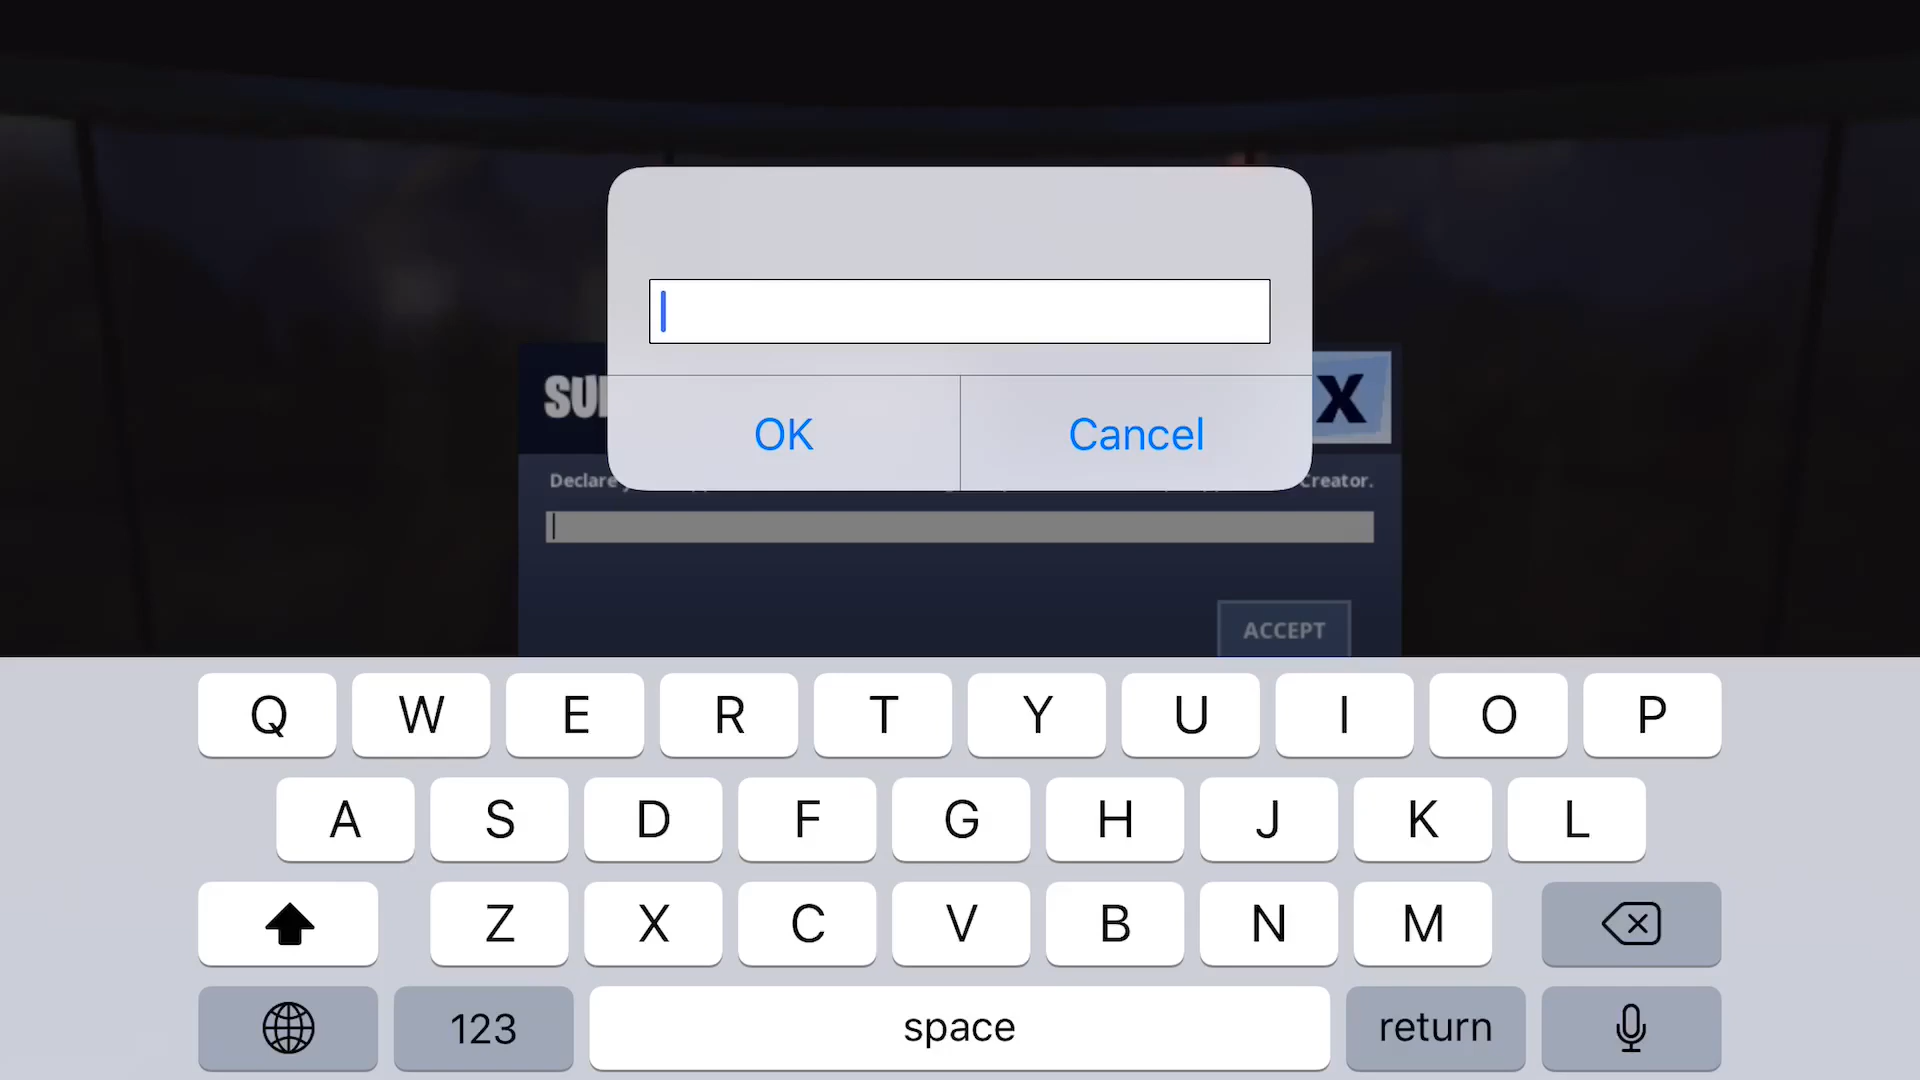 SU
X
OK Cancel
Declare Creator.
ACCEPT
Q W E R T Y U I O P
A S D F G H J K L
Z X C V B N M
123 space return